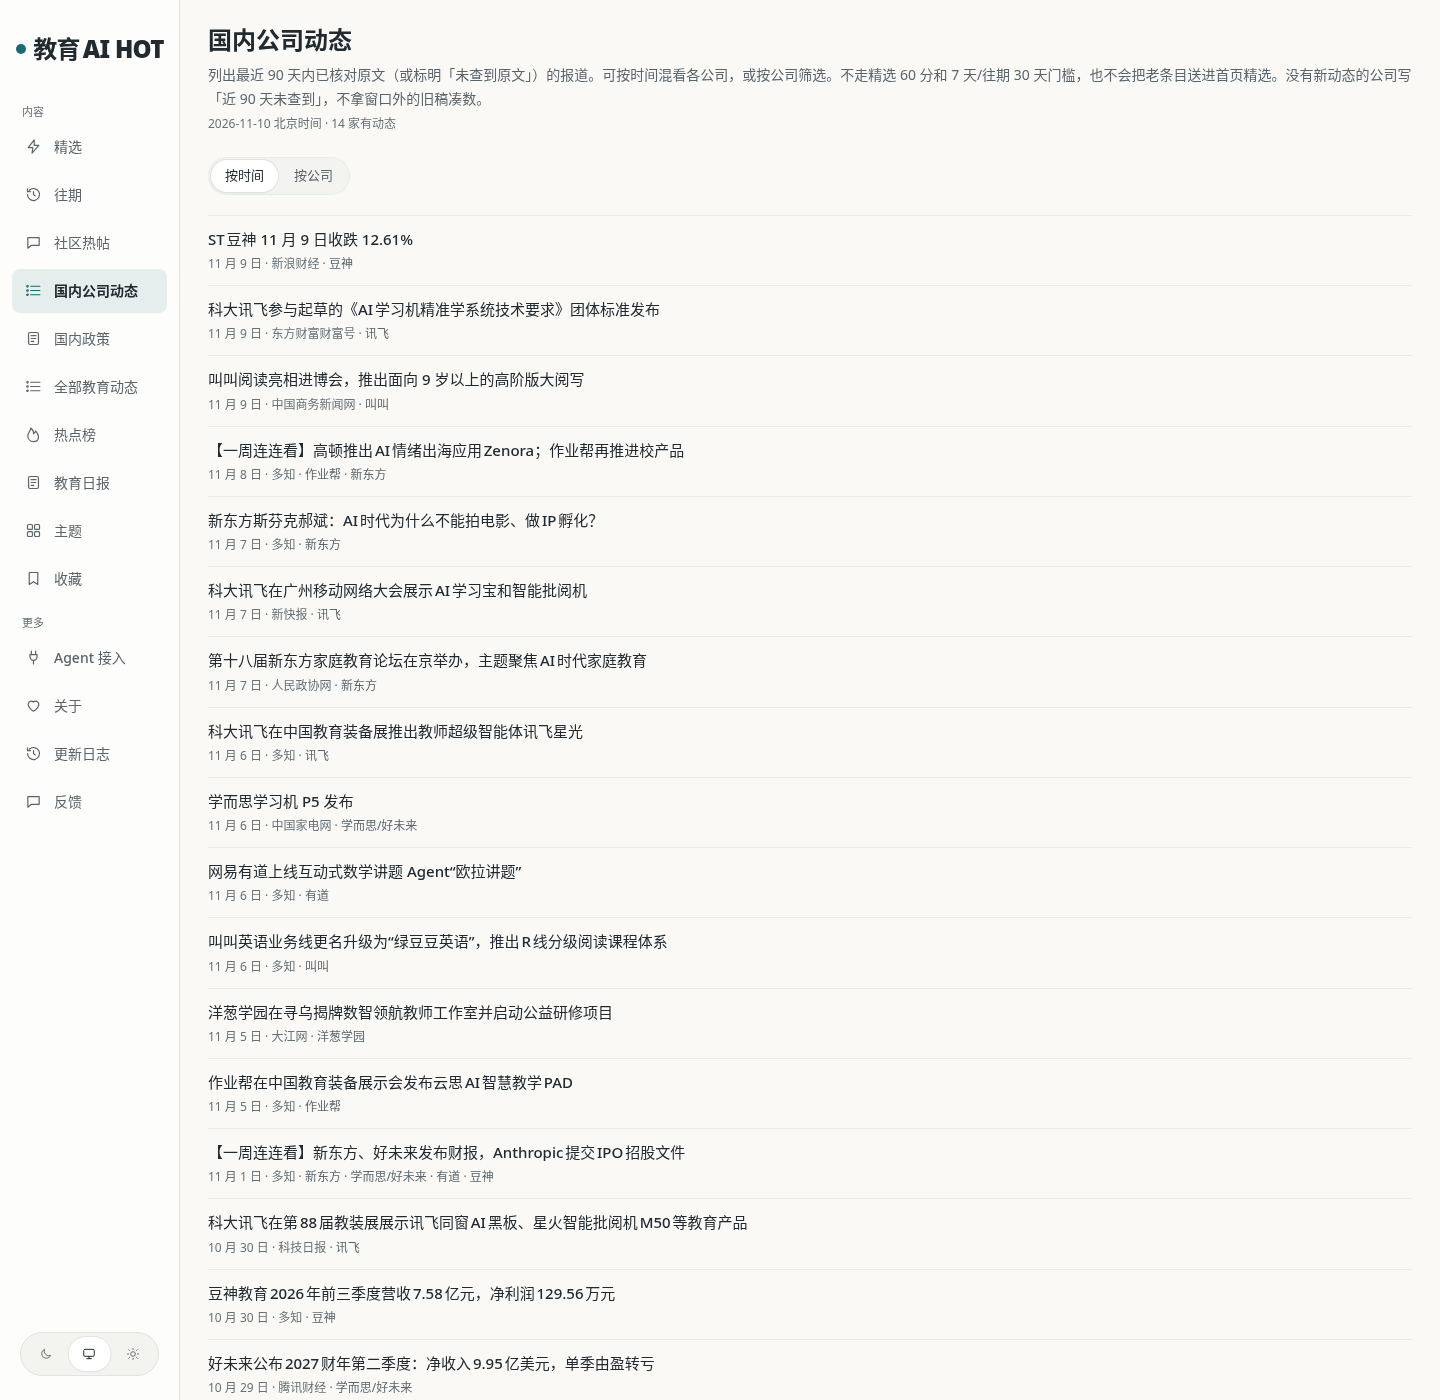 教育 AI HOT
内容
精选
往期
社区热帖
国内公司动态
国内政策
全部教育动态
热点榜
教育日报
主题
收藏
更多
Agent 接入
关于
更新日志
反馈
国内公司动态
列出最近 90 天内已核对原文（或标明「未查到原文」）的报道。可按时间混看各公司，或按公司筛选。不走精选 60 分和 7 天/往期 30 天门槛，也不会把老条目送进首页精选。没有新动态的公司写
「近 90 天未查到」，不拿窗口外的旧稿凑数。
2026-11-10 北京时间 · 14 家有动态
按时间 按公司
ST豆神 11 月 9 日收跌 12.61%
11 月 9 日 · 新浪财经 · 豆神
科大讯飞参与起草的《AI学习机精准学系统技术要求》团体标准发布
11 月 9 日 · 东方财富财富号 · 讯飞
叫叫阅读亮相进博会，推出面向 9 岁以上的高阶版大阅写
11 月 9 日 · 中国商务新闻网 · 叫叫
【一周连连看】高顿推出AI情绪出海应用Zenora；作业帮再推进校产品
11 月 8 日 · 多知 · 作业帮 · 新东方
新东方斯芬克郝斌：AI时代为什么不能拍电影、做IP孵化？
11 月 7 日 · 多知 · 新东方
科大讯飞在广州移动网络大会展示AI学习宝和智能批阅机
11 月 7 日 · 新快报 · 讯飞
第十八届新东方家庭教育论坛在京举办，主题聚焦AI时代家庭教育
11 月 7 日 · 人民政协网 · 新东方
科大讯飞在中国教育装备展推出教师超级智能体讯飞星光
11 月 6 日 · 多知 · 讯飞
学而思学习机 P5 发布
11 月 6 日 · 中国家电网 · 学而思/好未来
网易有道上线互动式数学讲题 Agent“欧拉讲题”
11 月 6 日 · 多知 · 有道
叫叫英语业务线更名升级为“绿豆豆英语”，推出R线分级阅读课程体系
11 月 6 日 · 多知 · 叫叫
洋葱学园在寻乌揭牌数智领航教师工作室并启动公益研修项目
11 月 5 日 · 大江网 · 洋葱学园
作业帮在中国教育装备展示会发布云思AI智慧教学PAD
11 月 5 日 · 多知 · 作业帮
【一周连连看】新东方、好未来发布财报，Anthropic提交IPO招股文件
11 月 1 日 · 多知 · 新东方 · 学而思/好未来 · 有道 · 豆神
科大讯飞在第88届教装展展示讯飞同窗AI黑板、星火智能批阅机M50等教育产品
10 月 30 日 · 科技日报 · 讯飞
豆神教育2026年前三季度营收7.58亿元，净利润129.56万元
10 月 30 日 · 多知 · 豆神
好未来公布2027财年第二季度：净收入9.95亿美元，单季由盈转亏
10 月 29 日 · 腾讯财经 · 学而思/好未来